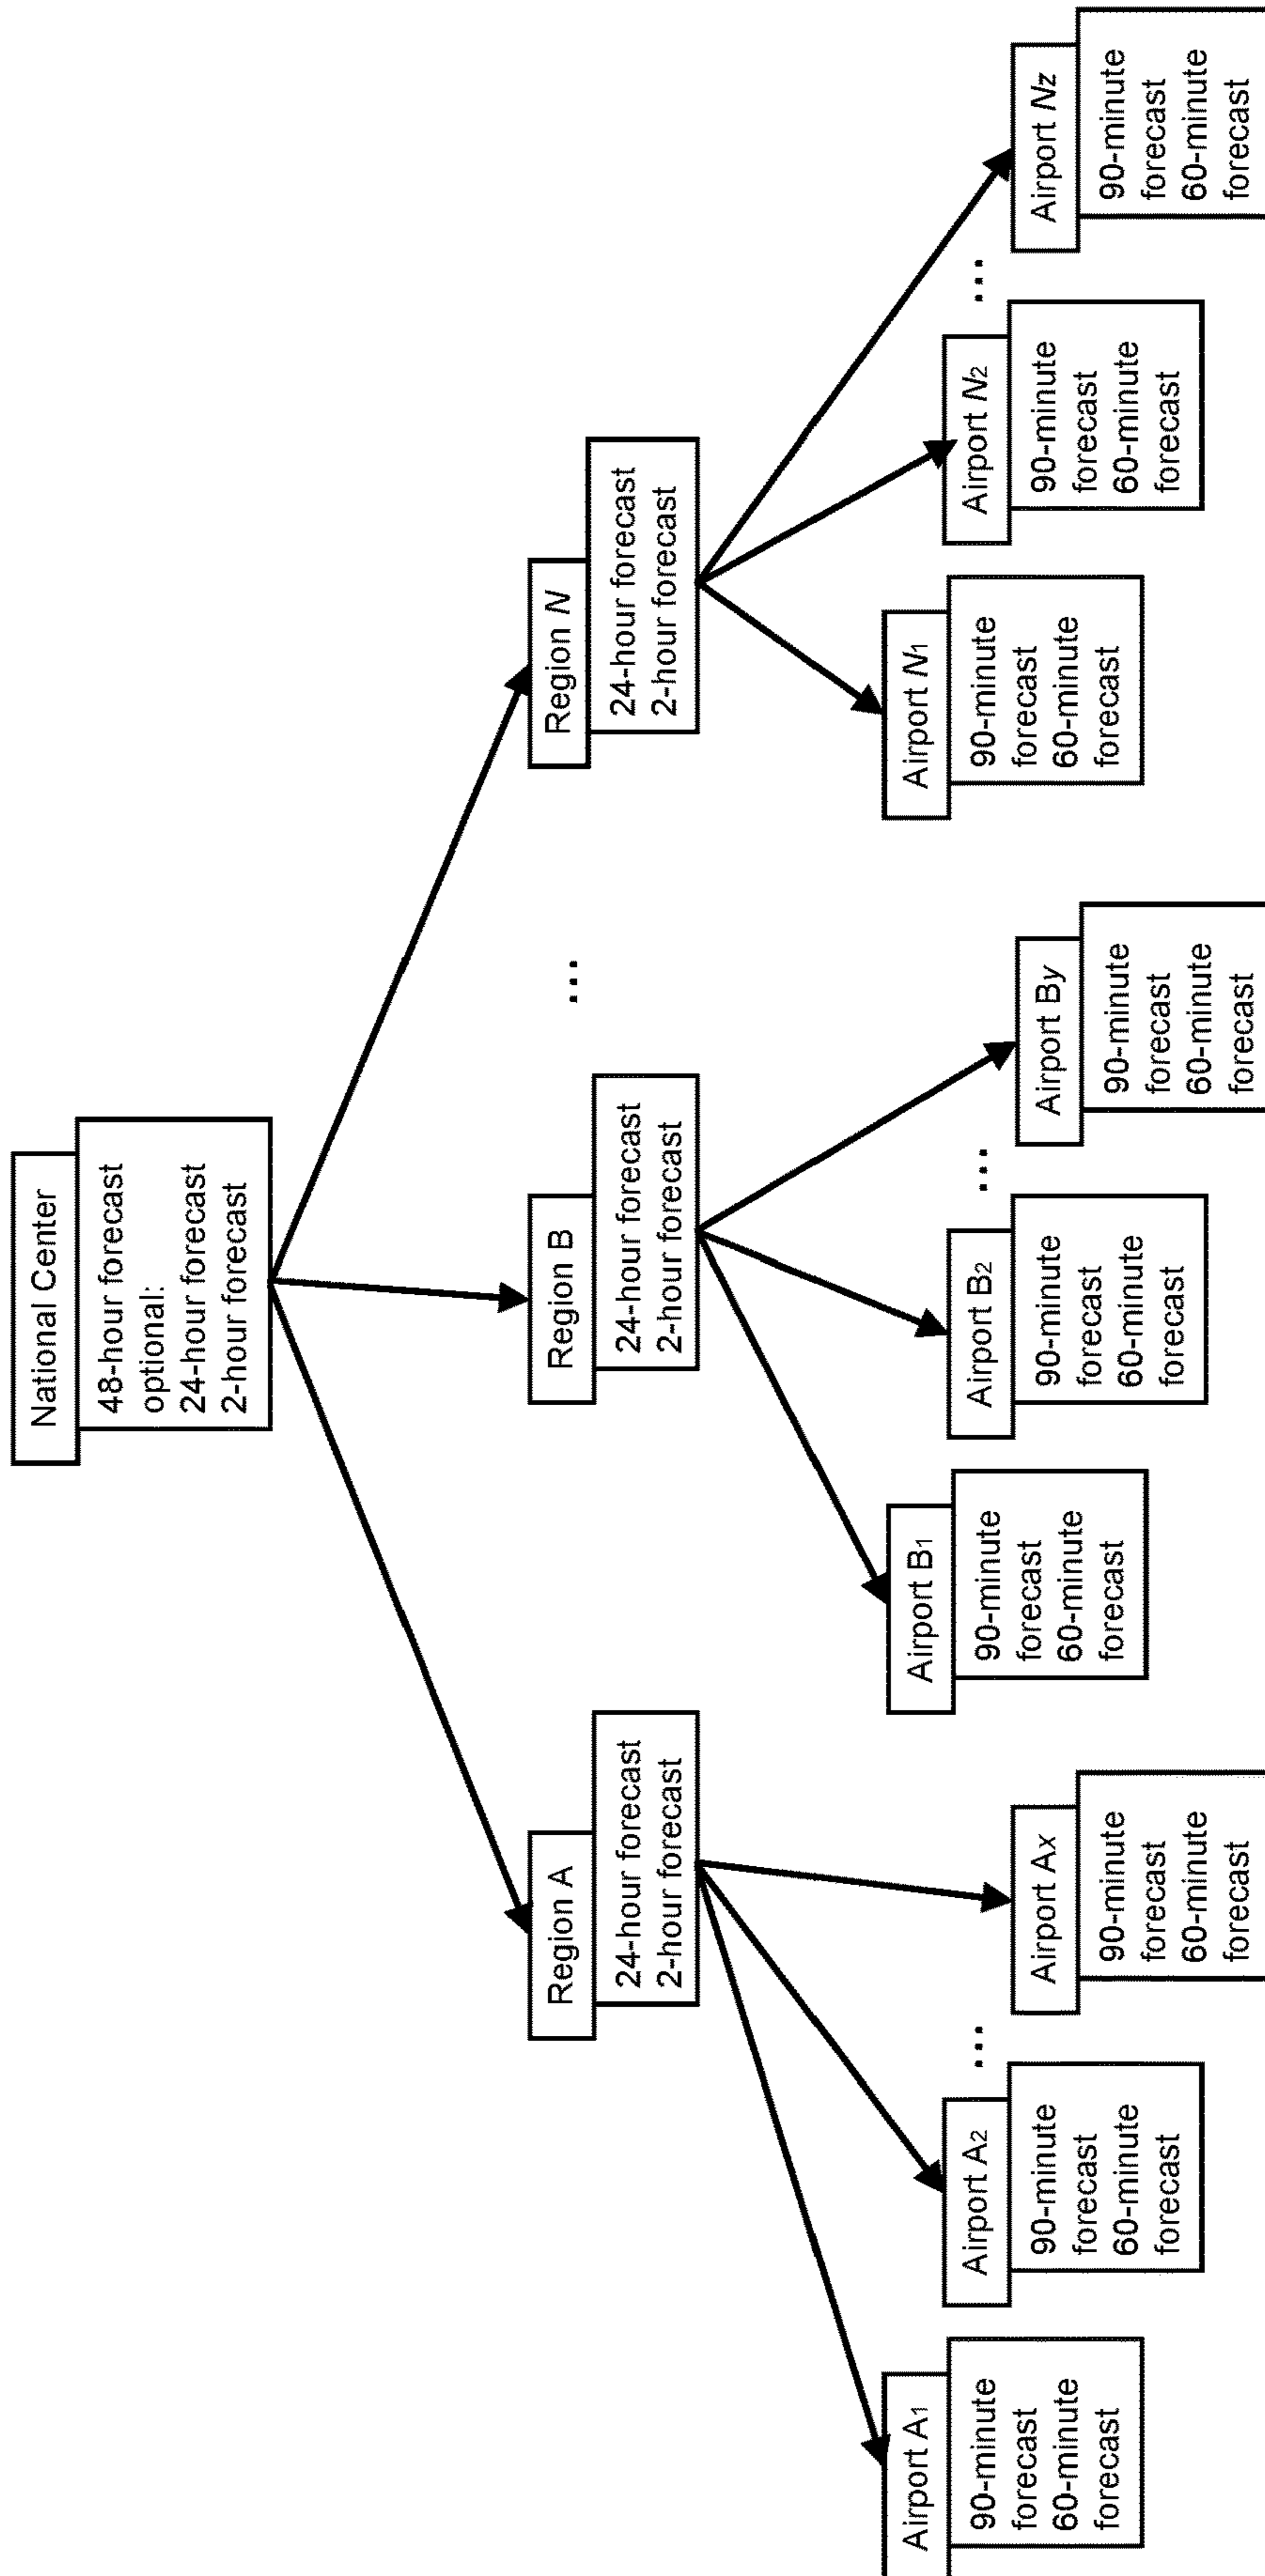 National Center
48-hour forecast
optional:
24-hour forecast
2-hour forecast
Region A
24-hour forecast
2-hour forecast
Region B
24-hour forecast
2-hour forecast
...
Region N
24-hour forecast
2-hour forecast
Airport A1
90-minute
forecast
60-minute
forecast
Airport A2
90-minute
forecast
60-minute
forecast
...
Airport Ax
90-minute
forecast
60-minute
forecast
Airport B1
90-minute
forecast
60-minute
forecast
Airport B2
90-minute
forecast
60-minute
forecast
...
Airport By
90-minute
forecast
60-minute
forecast
Airport N1
90-minute
forecast
60-minute
forecast
Airport N2
90-minute
forecast
60-minute
forecast
...
Airport Nz
90-minute
forecast
60-minute
forecast